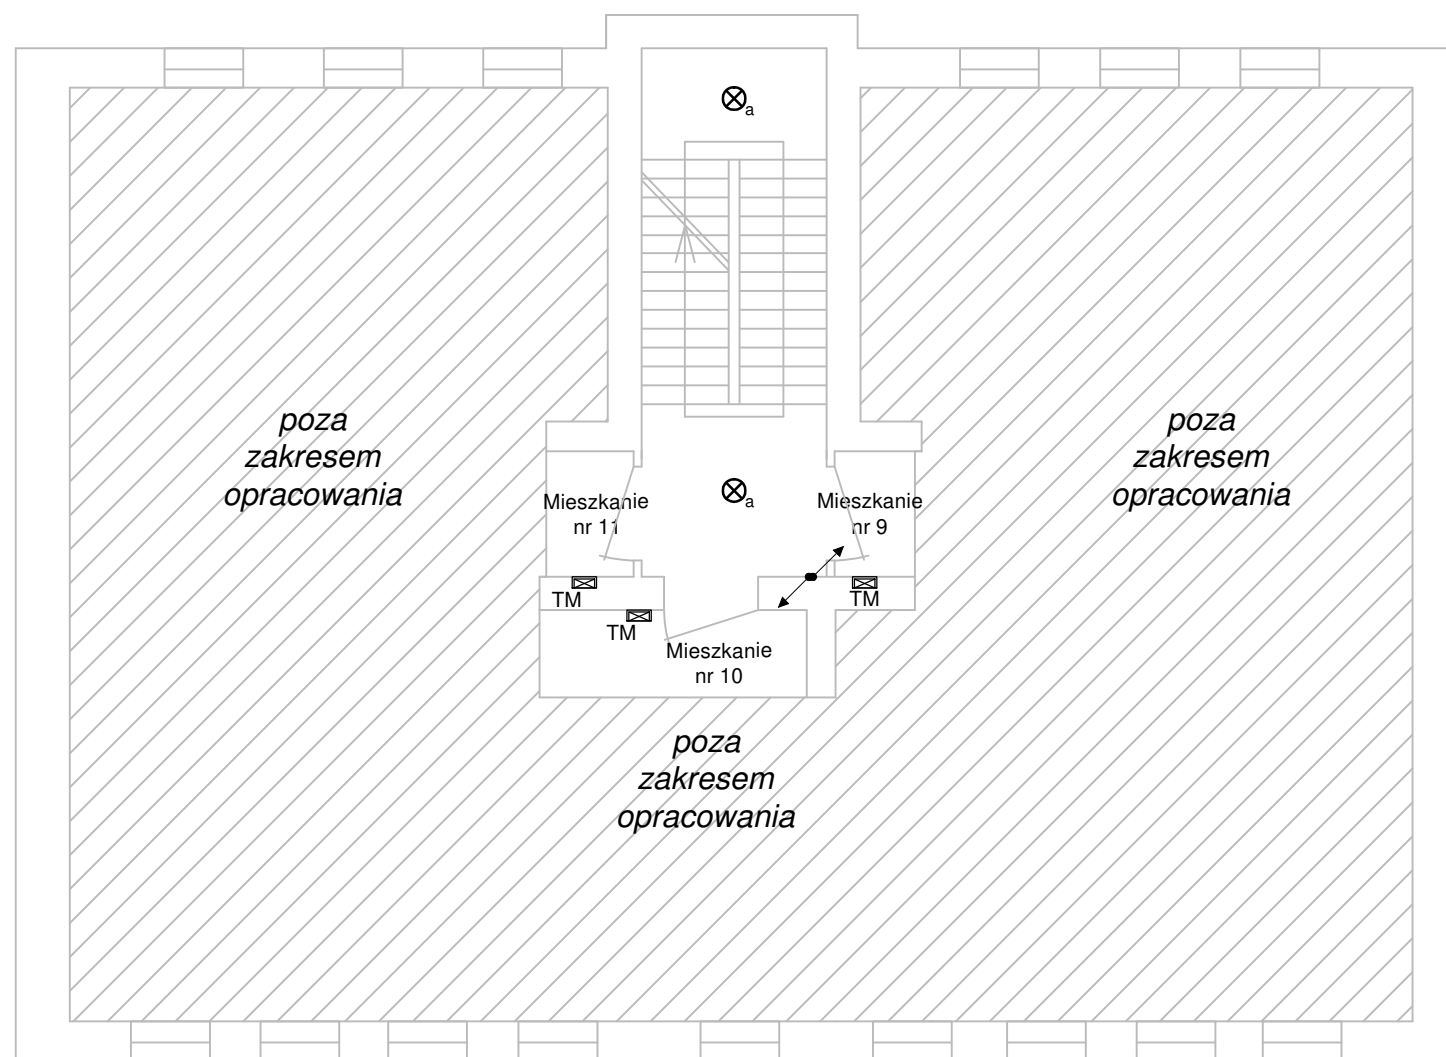 a
poza
zakresem
opracowania
poza
zakresem
opracowania
Mieszkanie
nr 11
a
Mieszkanie
nr 9
TM
TM
TM
Mieszkanie
nr 10
poza
zakresem
opracowania